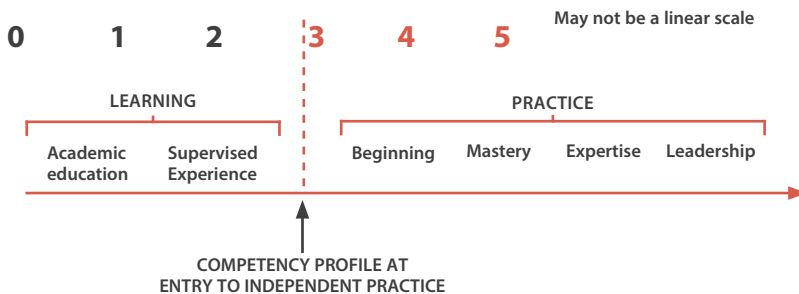 May not be a linear scale
0 1 2 3 4 5
LEARNING
PRACTICE
Academic
education
Supervised
Experience
Beginning
Mastery
Expertise
Leadership
COMPETENCY PROFILE AT
ENTRY TO INDEPENDENT PRACTICE